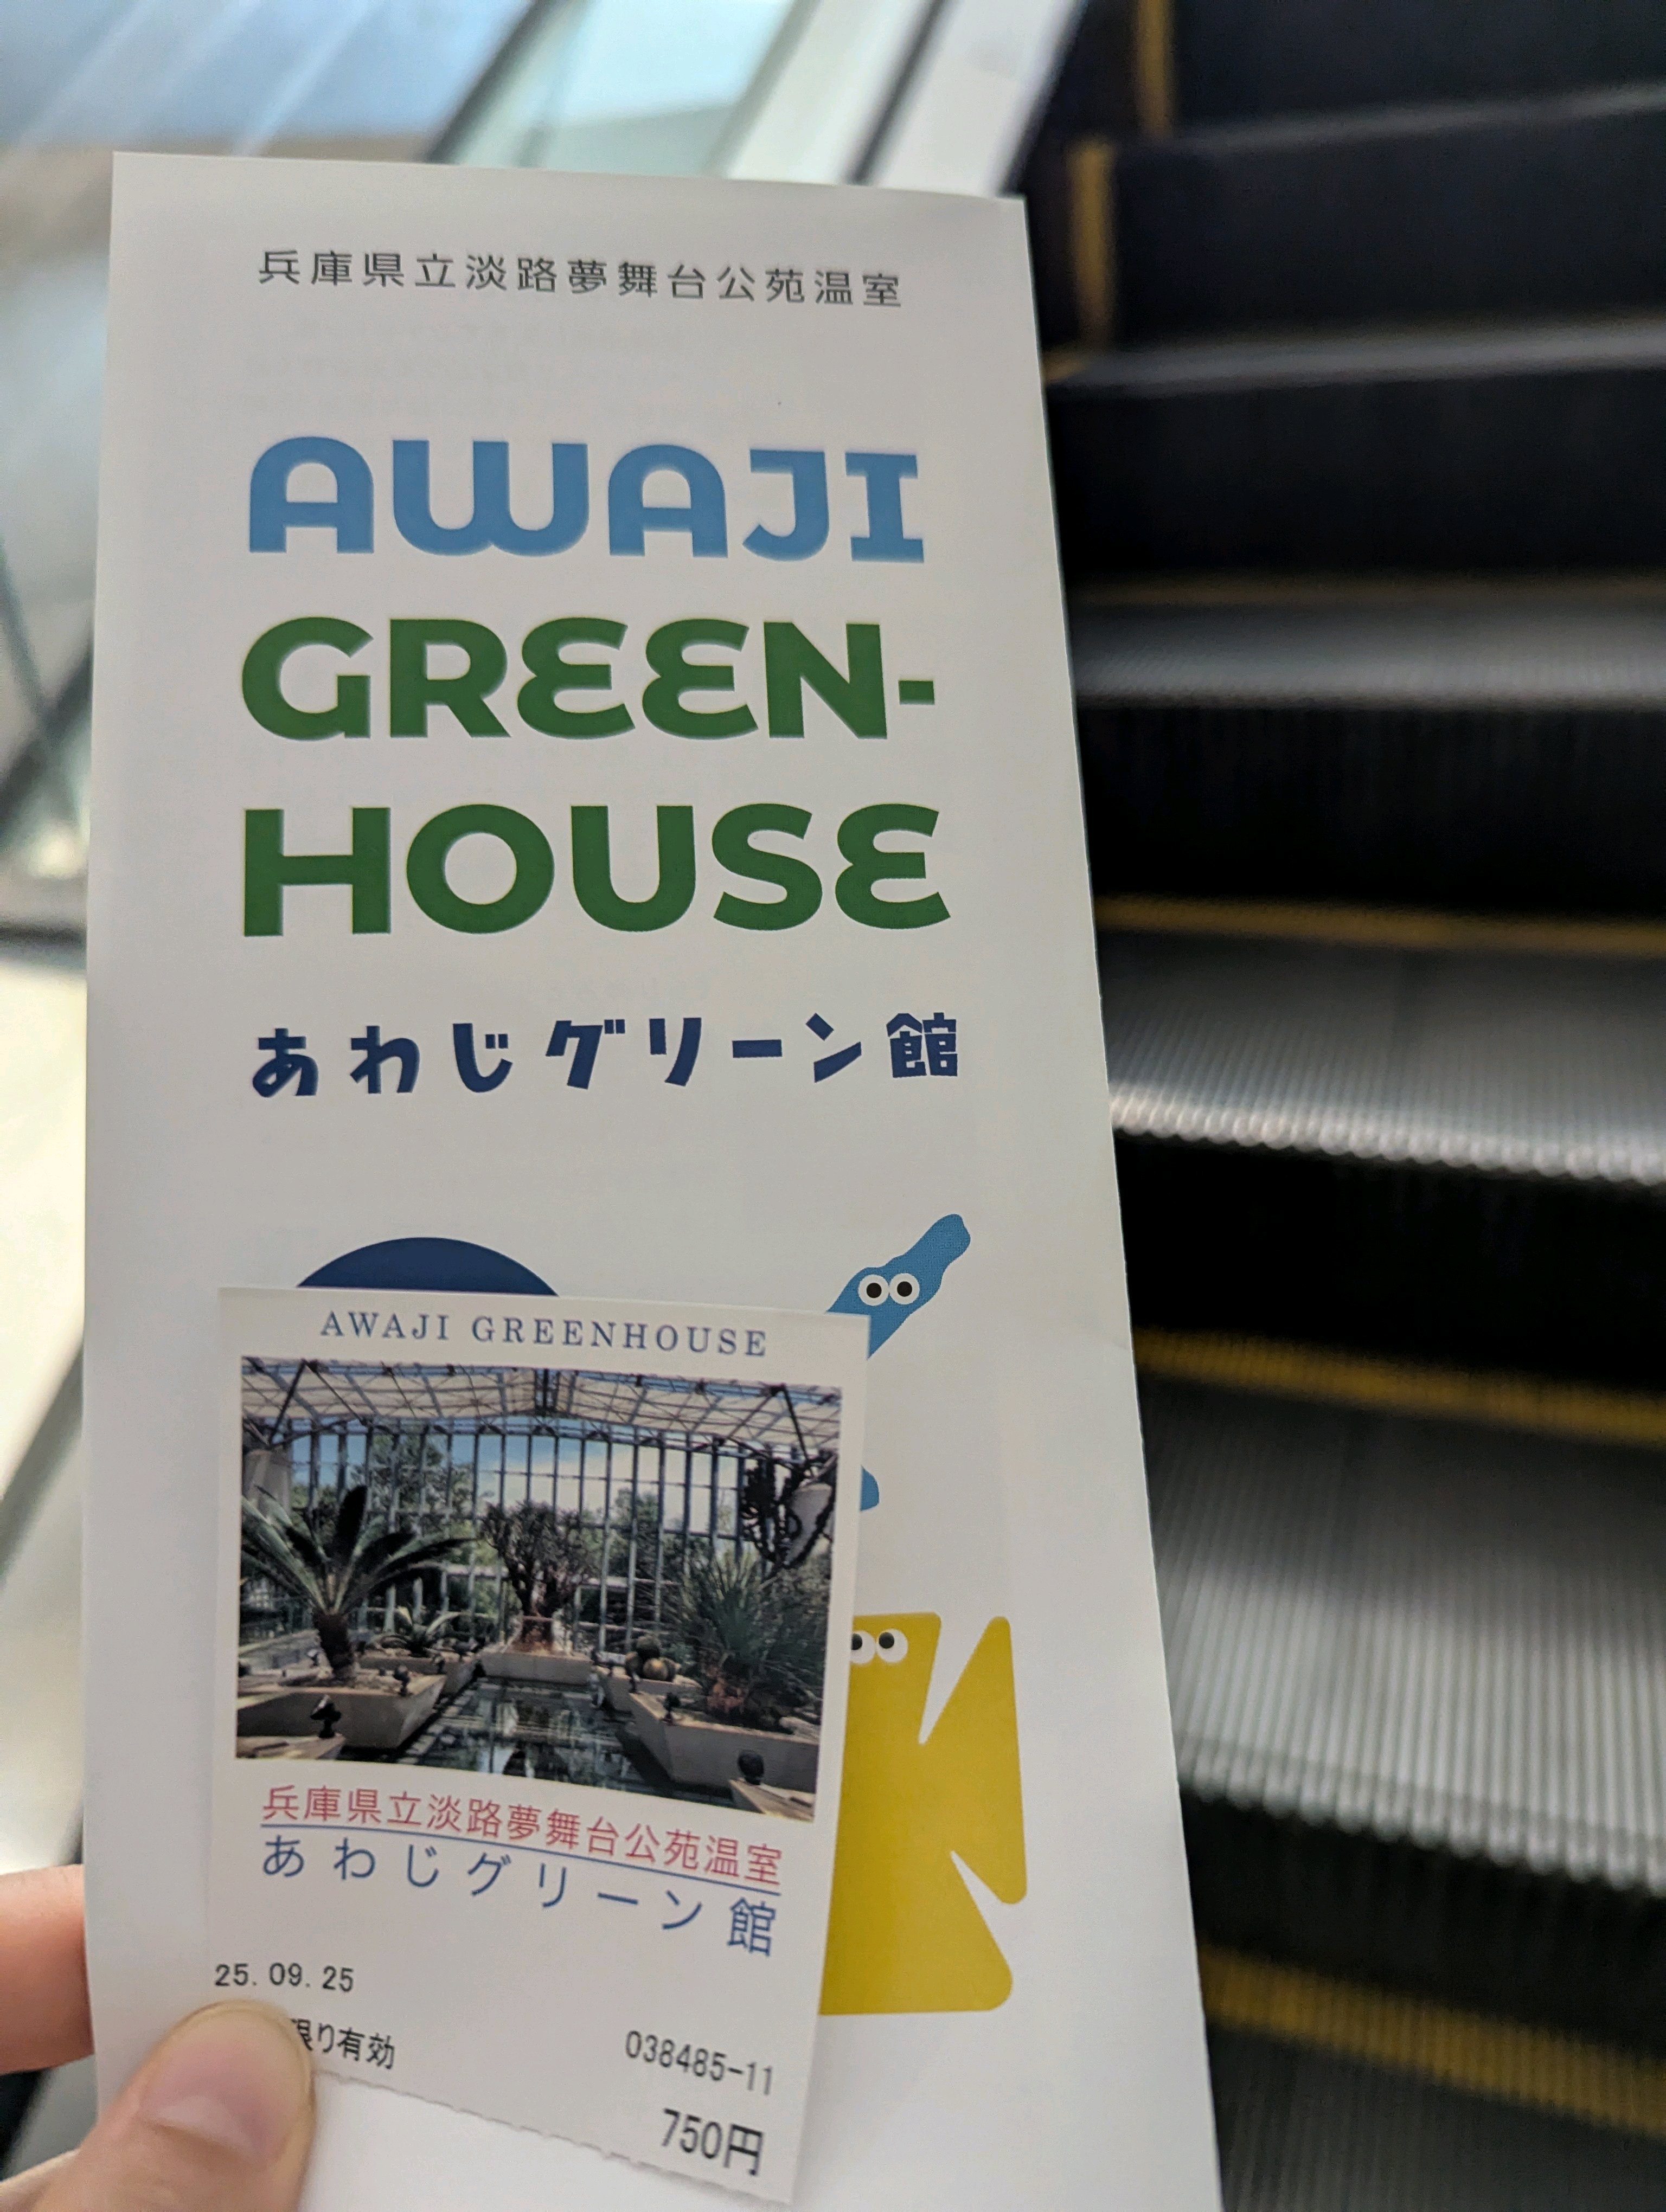 兵庫県立淡路夢舞台公苑温室
AWAJI
GREEN-
HOUSE
あわじグリーン館
AWAJI GREENHOUSE
兵庫県立淡路夢舞台公苑温室
あわじグリーン館
25.09.25
限り有効
038485-11
750円